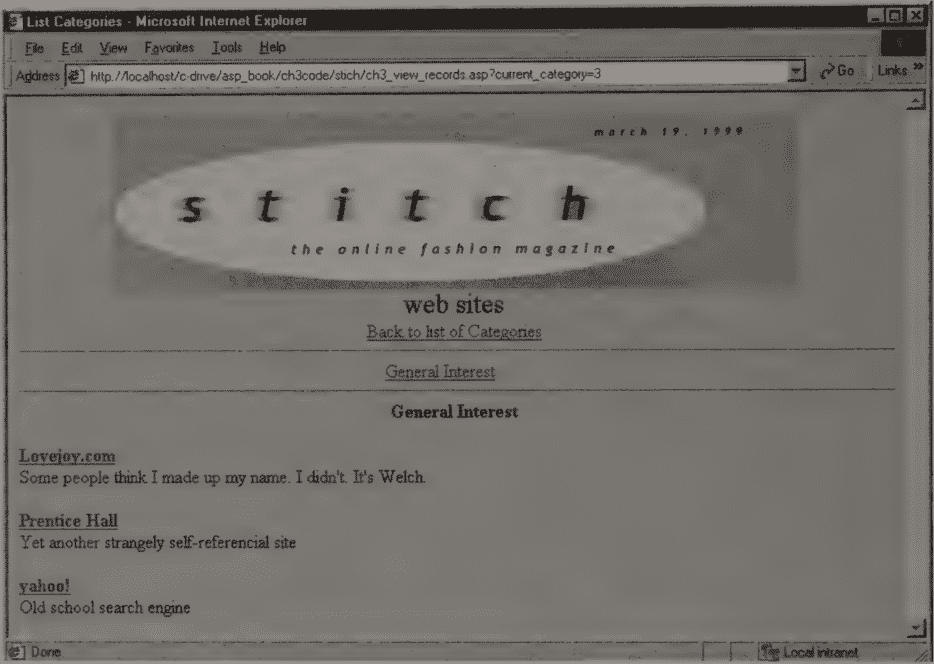 List Categories - Microsoft Internet Explorer
File Edit View Favorites Tools Help
Address http://localhost/c-drive/asp_book/ch3code/stich/ch3_view_records.asp?current_category=3 Go Links »
march 19, 1999
stitch
the online fashion magazine
web sites
Back to list of Categories
General Interest
General Interest
Lovejoy.com
Some people think I made up my name. I didn't. It's Welch.
Prentice Hall
Yet another strangely self-referencial site
yahoo!
Old school search engine
Done Local intranet